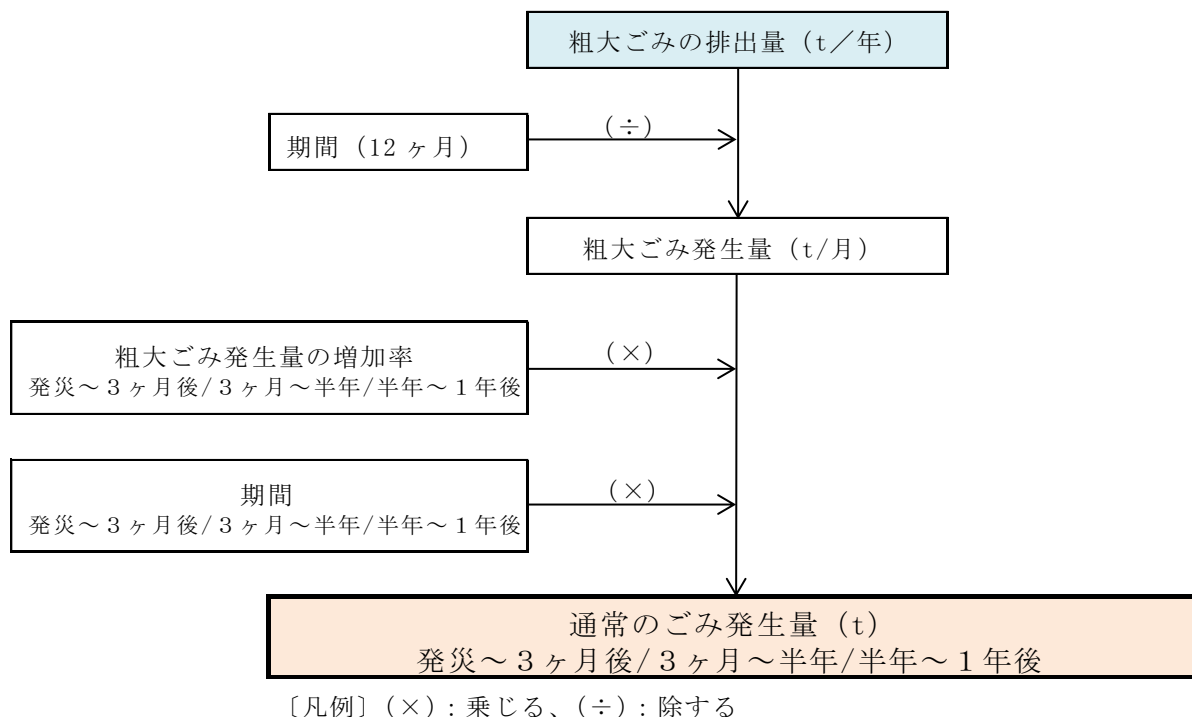 粗大ごみの排出量（t／年）
期間（12ヶ月）
（÷）
粗大ごみ発生量（t/月）
粗大ごみ発生量の増加率
発災～３ヶ月後/３ヶ月～半年/半年～１年後
（×）
期間
発災～３ヶ月後/３ヶ月～半年/半年～１年後
（×）
通常のごみ発生量（t）
発災～３ヶ月後/３ヶ月～半年/半年～１年後
〔凡例〕（×）：乗じる、（÷）：除する